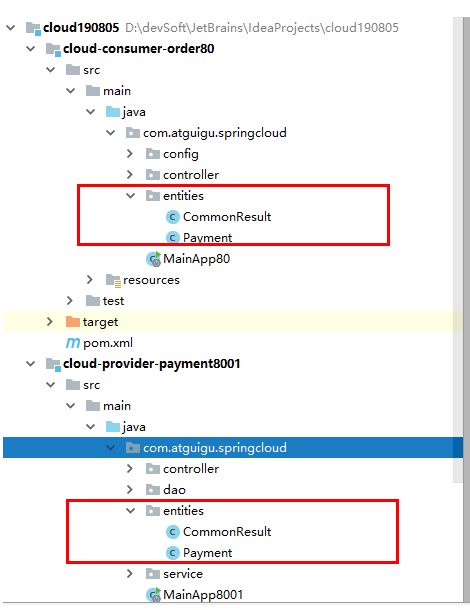 cloud190805 D:\devSoft\JetBrains\IdeaProjects\cloud190805
cloud-consumer-order80
src
main
java
com.atguigu.springcloud
config
controller
entities
CommonResult
Payment
MainApp80
resources
test
target
pom.xml
cloud-provider-payment8001
src
main
java
com.atguigu.springcloud
controller
dao
entities
CommonResult
Payment
service
MainApp8001